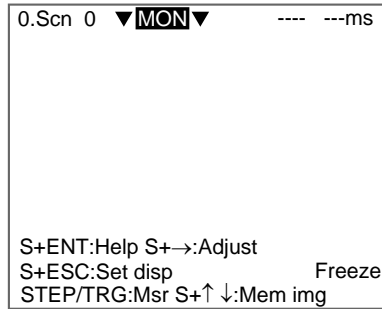 0.Scn 0 ▼MON▼ ---- ---ms
S+ENT:Help S+→:Adjust
S+ESC:Set disp Freeze
STEP/TRG:Msr S+↑ ↓:Mem img